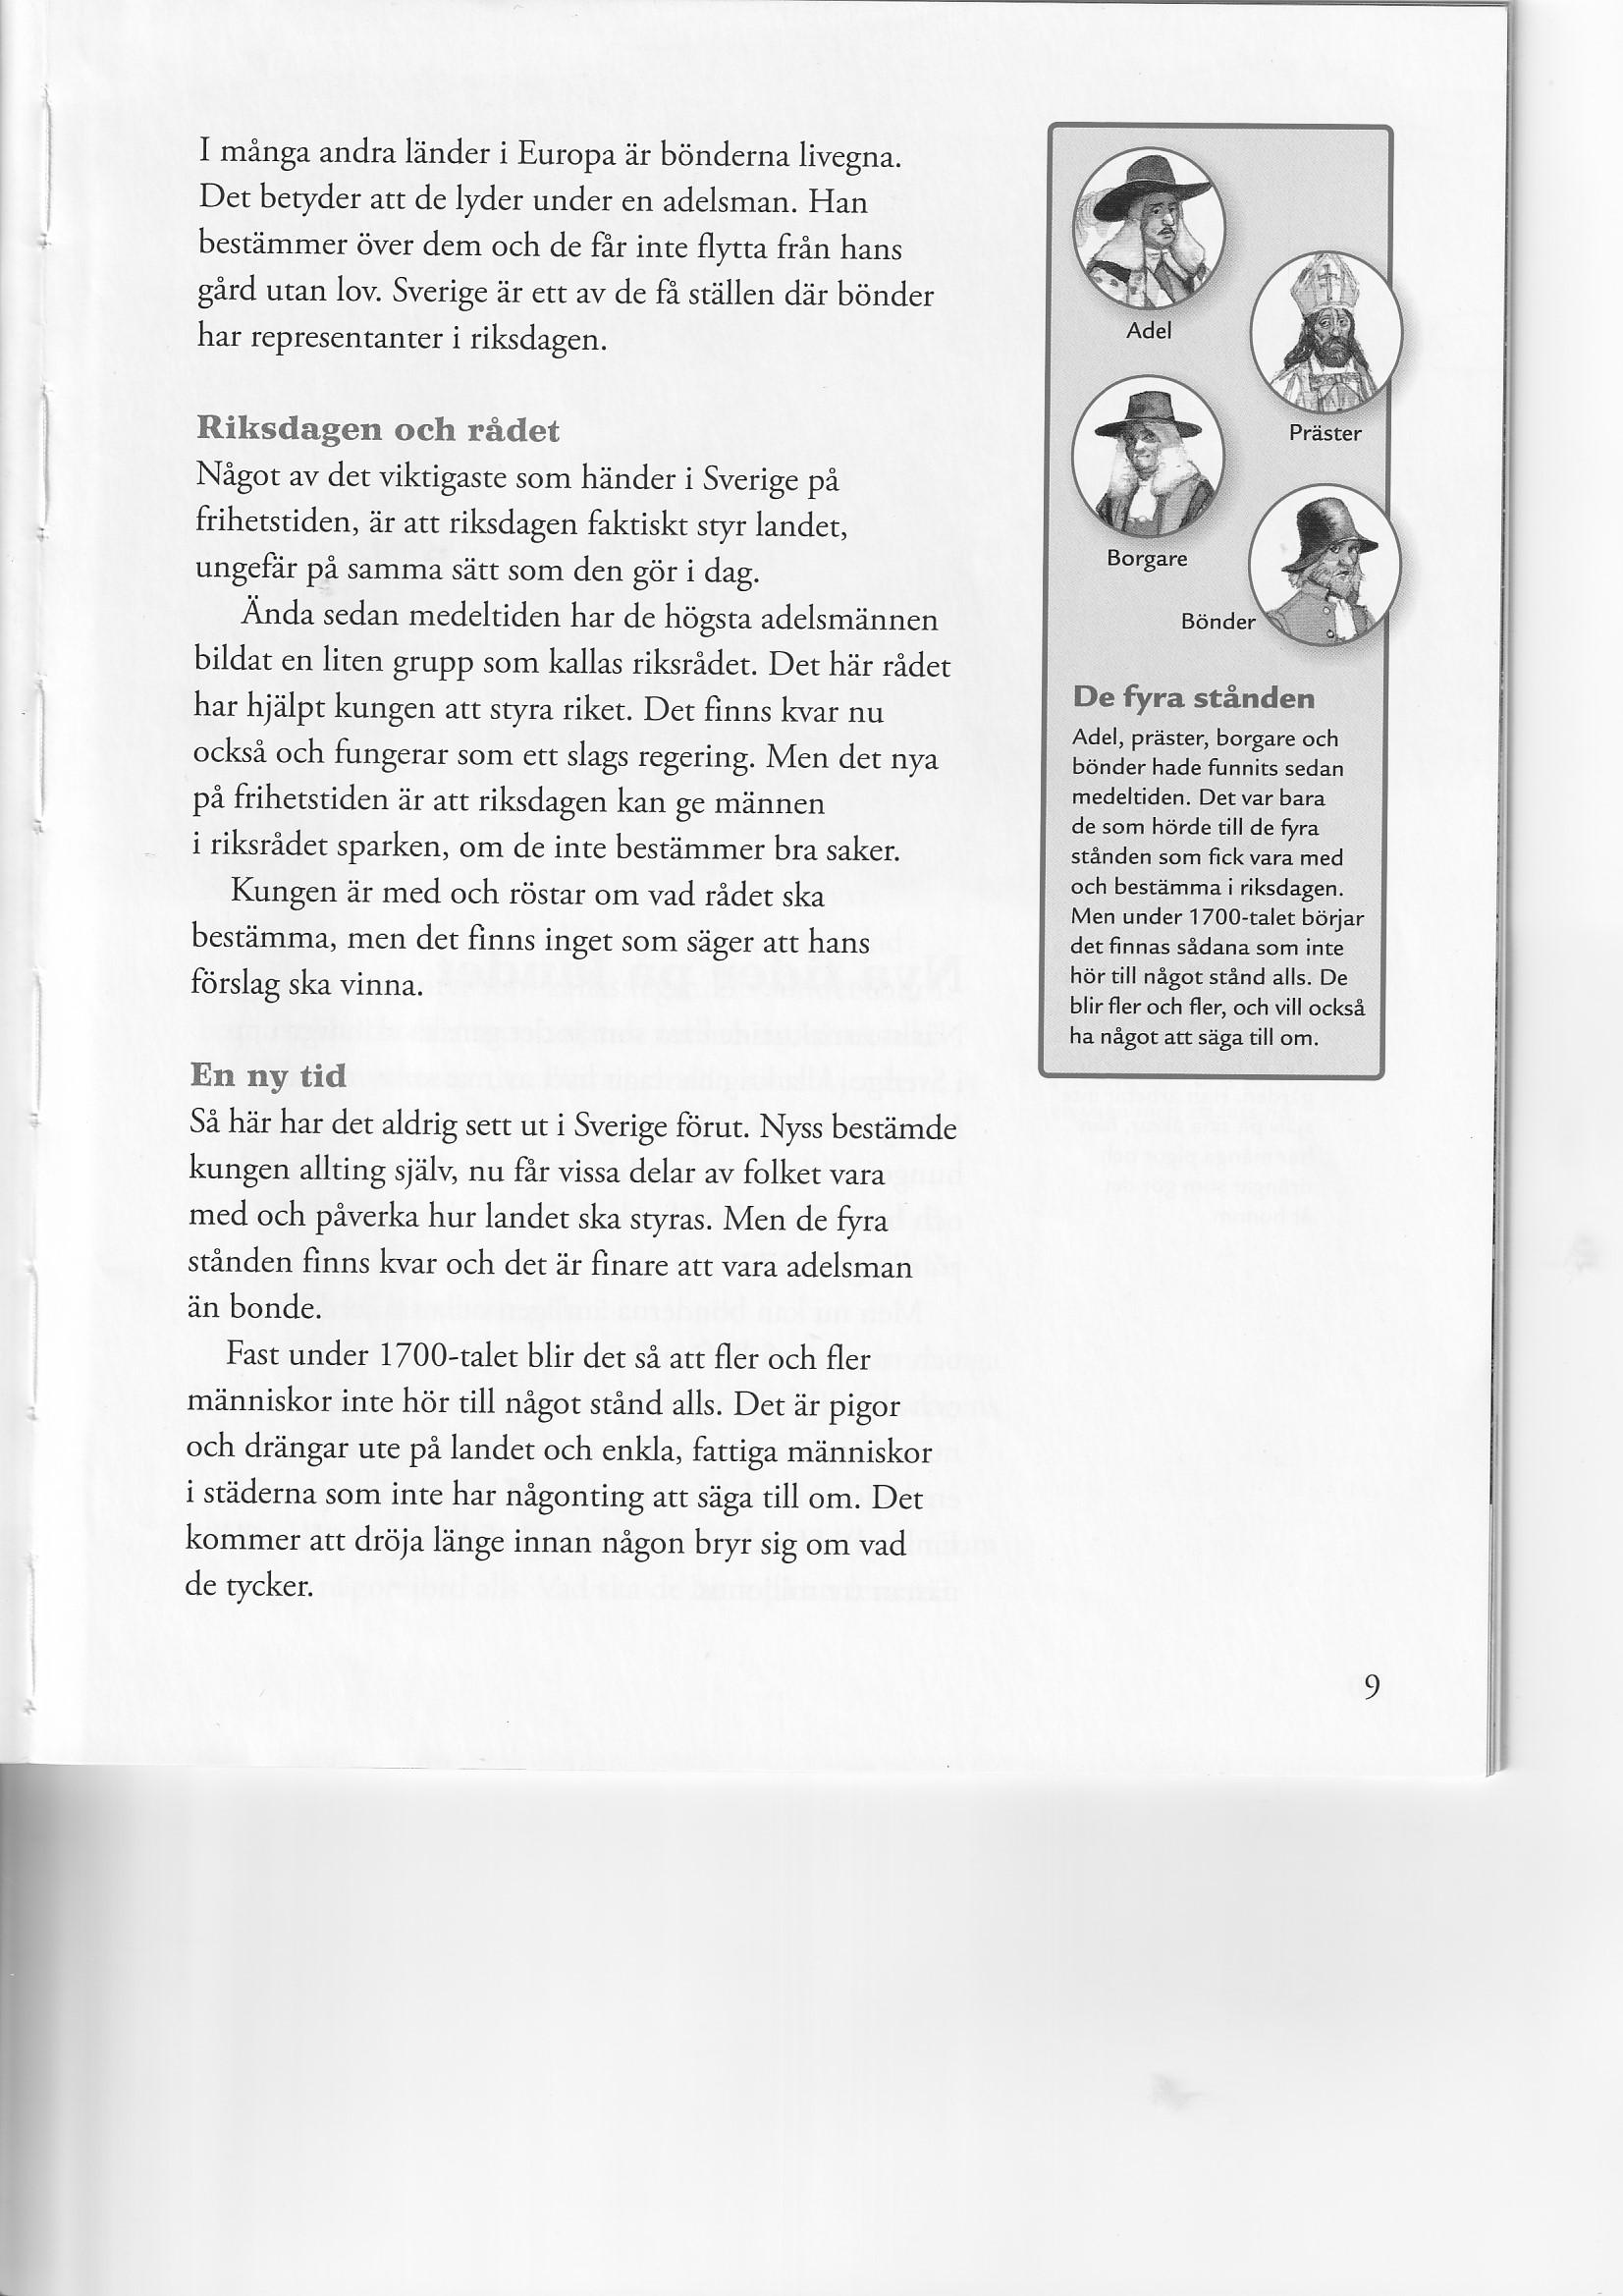 I många andra länder i Europa är bönderna livegna.
Det betyder att de lyder under en adelsman. Han
bestämmer över dem och de får inte flytta från hans
gård utan lov. Sverige är ett av de få ställen där bönder
har representanter i riksdagen.
Riksdagen och rådet
Något av det viktigaste som händer i Sverige på
frihetstiden, är att riksdagen faktiskt styr landet,
ungefär på samma sätt som den gör i dag.
Ända sedan medeltiden har de högsta adelsmännen
bildat en liten grupp som kallas riksrådet. Det här rådet
har hjälpt kungen att styra riket. Det finns kvar nu
också och fungerar som ett slags regering. Men det nya
på frihetstiden är att riksdagen kan ge männen
i riksrådet sparken, om de inte bestämmer bra saker.
Kungen är med och röstar om vad rådet ska
bestämma, men det finns inget som säger att hans
förslag ska vinna.
En ny tid
Så här har det aldrig sett ut i Sverige förut. Nyss bestämde
kungen allting själv, nu får vissa delar av folket vara
med och påverka hur landet ska styras. Men de fyra
stånden finns kvar och det är finare att vara adelsman
än bonde.
Fast under 1700-talet blir det så att fler och fler
människor inte hör till något stånd alls. Det är pigor
och drängar ute på landet och enkla, fattiga människor
i städerna som inte har någonting att säga till om. Det
kommer att dröja länge innan någon bryr sig om vad
de tycker.
Adel
Präster
Borgare
Bönder
De fyra stånden
Adel, präster, borgare och
bönder hade funnits sedan
medeltiden. Det var bara
de som hörde till de fyra
stånden som fick vara med
och bestämma i riksdagen.
Men under 1700-talet börjar
det finnas sådana som inte
hör till något stånd alls. De
blir fler och fler, och vill också
ha något att säga till om.
9